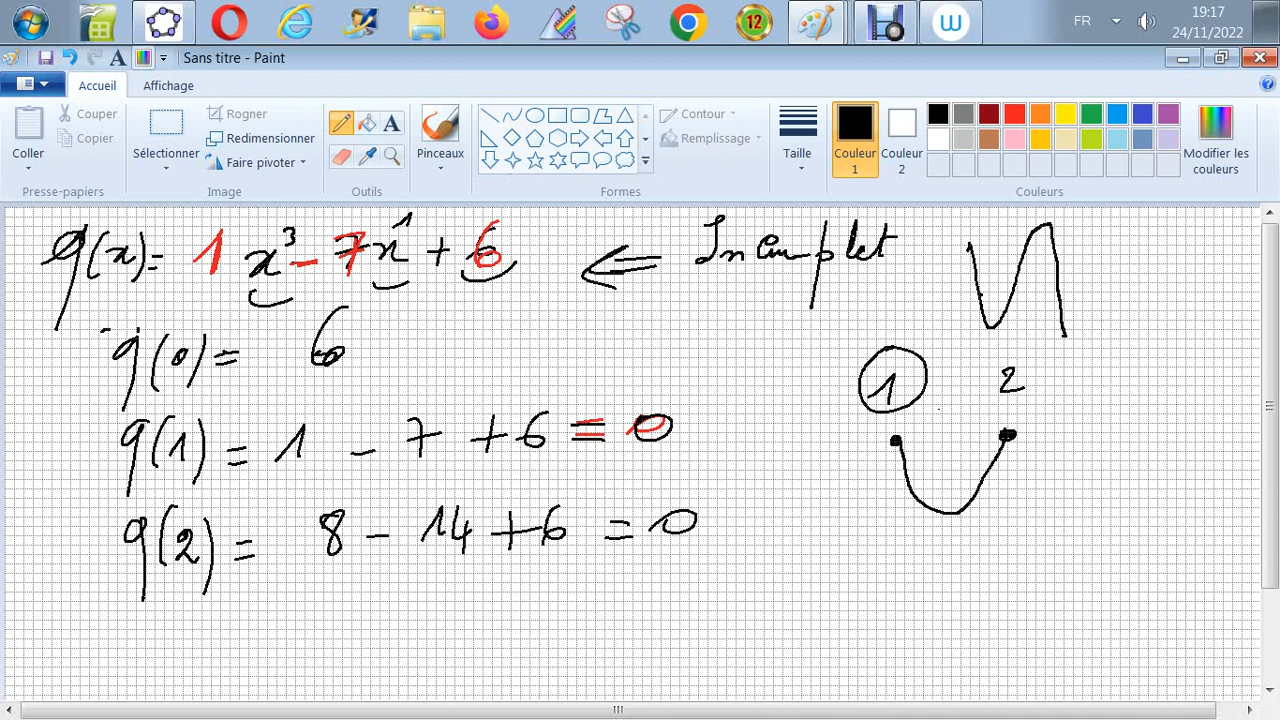 12
FR
19:17
24/11/2022
Sans titre - Paint
Accueil
Affichage
Coller
Couper
Copier
Presse-papiers
Sélectionner
Rogner
Redimensionner
Faire pivoter
Image
Outils
Pinceaux
Contour
Remplissage
Formes
Taille
Couleur 1
Couleur 2
Modifier les couleurs
Couleurs
q(x)= 1x³ - 7x¹ + 6 ⇐ Incomplet
q(0) = 6
q(1) = 1 - 7 + 6 = 0
q(2) = 8 - 14 + 6 = 0
1 2